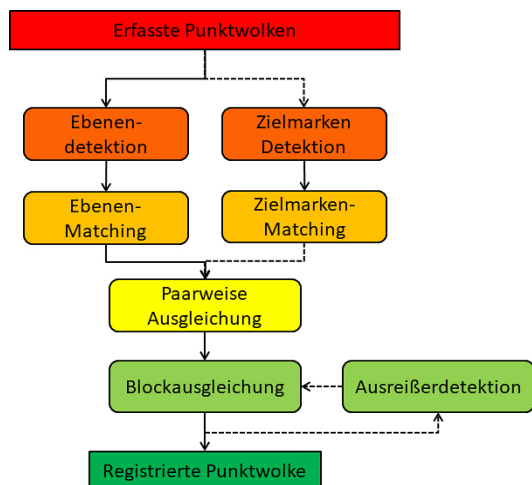 Erfasste Punktwolken
Ebenen-
detektion
Zielmarken
Detektion
Ebenen-
Matching
Zielmarken-
Matching
Paarweise
Ausgleichung
Blockausgleichung
Ausreißerdetektion
Registrierte Punktwolke